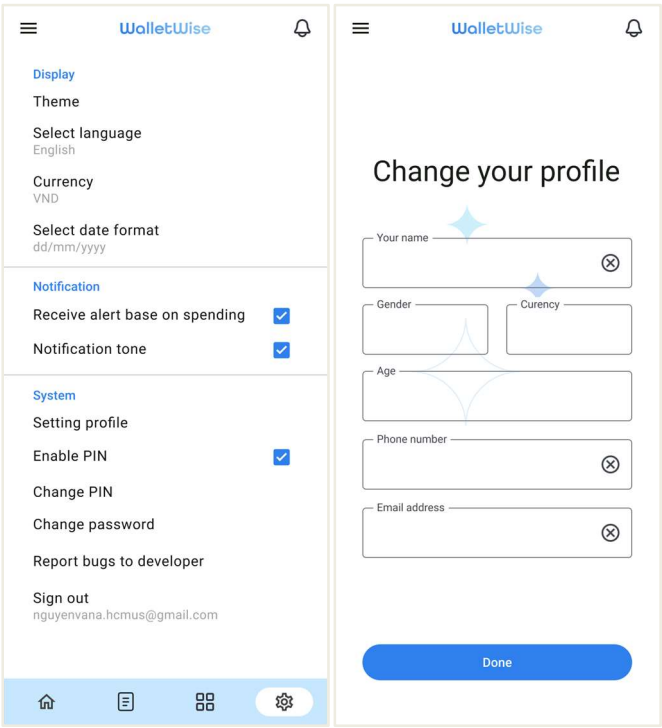 WalletWise
Display
Theme
Select language
English
Currency
VND
Select date format
dd/mm/yyyy
Notification
Receive alert base on spending
Notification tone
System
Setting profile
Enable PIN
Change PIN
Change password
Report bugs to developer
Sign out
nguyenvana.hcmus@gmail.com
WalletWise
Change your profile
Your name
Gender
Curency
Age
Phone number
Email address
Done